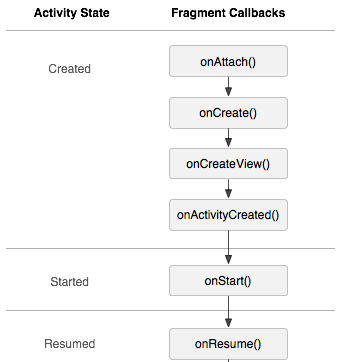 Activity State Fragment Callbacks
Created
onAttach()
onCreate()
onCreateView()
onActivityCreated()
Started
onStart()
Resumed
onResume()